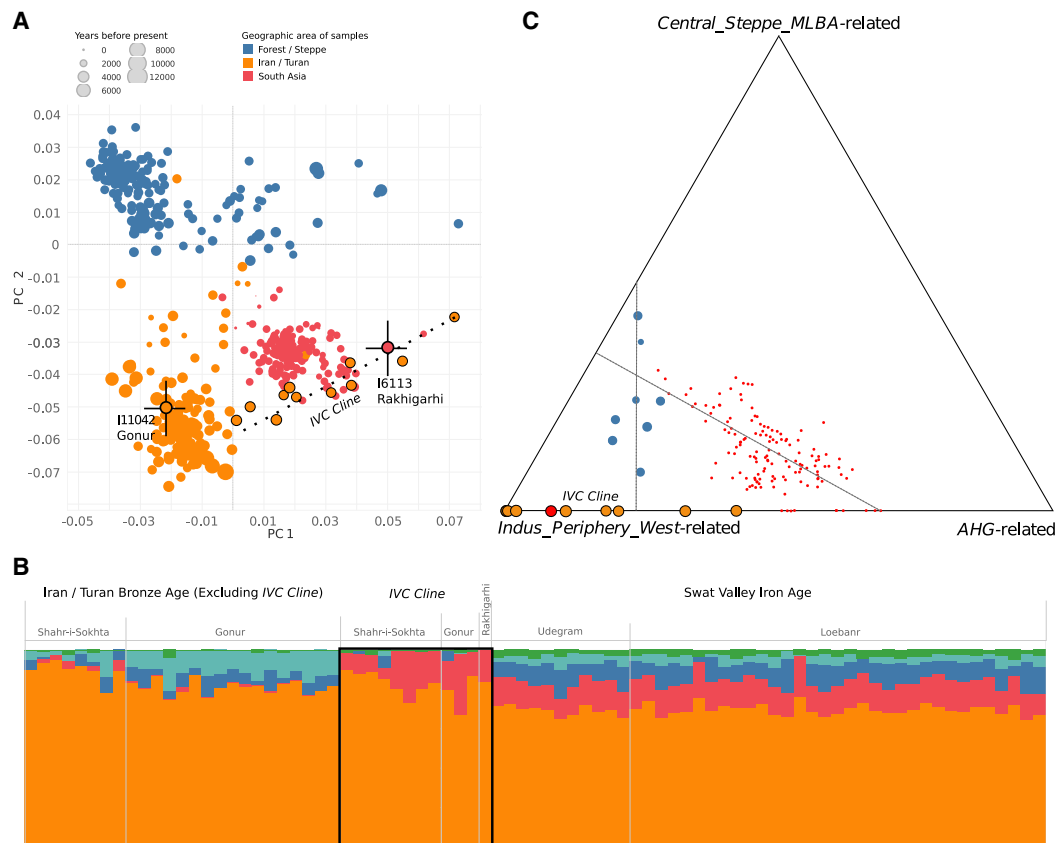 A
Years before present
0
2000
4000
6000
8000
10000
12000
Geographic area of samples
Forest / Steppe
Iran / Turan
South Asia
0.04
0.03
0.02
0.01
0
-0.01
-0.02
-0.03
-0.04
-0.05
-0.06
-0.07
PC 2
I11042
Gonur
I6113
Rakhigarhi
IVC Cline
-0.05
-0.03
-0.01
0.01
0.03
0.05
0.07
PC1
C
Central_Steppe_MLBA-related
IVC Cline
Indus_Periphery_West-related
AHG-related
B
Iran / Turan Bronze Age (Excluding IVC Cline)
IVC Cline
Swat Valley Iron Age
Shahr-i-Sokhta
Gonur
Shahr-i-Sokhta
Gonur
Rakhigarhi
Udegram
Loebanr